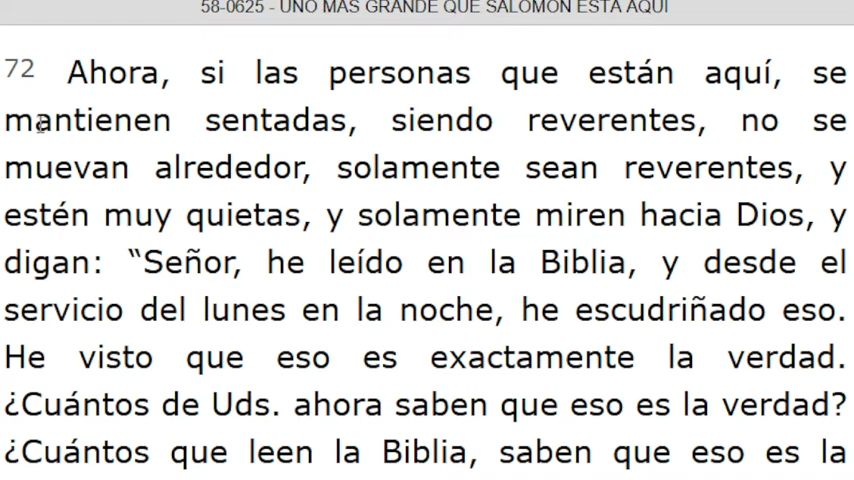 58-0625 - UNO MAS GRANDE QUE SALOMON ESTA AQUI
72 Ahora, si las personas que están aquí, se
mantienen sentadas, siendo reverentes, no se
muevan alrededor, solamente sean reverentes, y
estén muy quietas, y solamente miren hacia Dios, y
digan: “Señor, he leído en la Biblia, y desde el
servicio del lunes en la noche, he escudriñado eso.
He visto que eso es exactamente la verdad.
¿Cuántos de Uds. ahora saben que eso es la verdad?
¿Cuántos que leen la Biblia, saben que eso es la